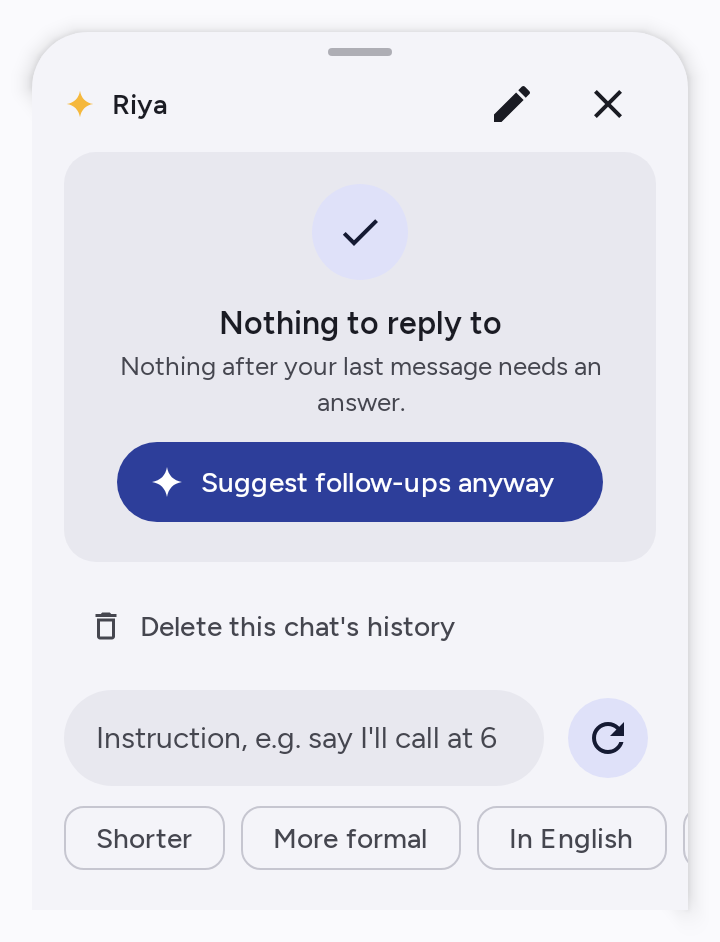 Riya
Nothing to reply to
Nothing after your last message needs an
answer.
Suggest follow-ups anyway
Delete this chat's history
Instruction, e.g. say I'll call at 6
Shorter
More formal
In English